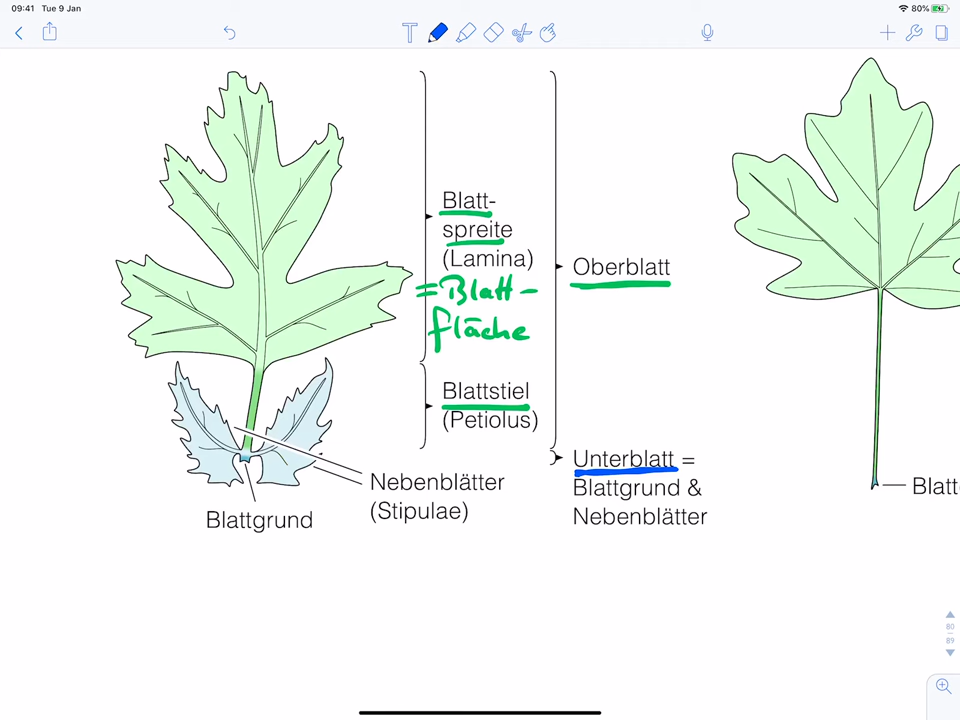 09:41 Tue 9 Jan
80%
T
Blatt-
spreite
(Lamina)
= Blatt-
fläche
Oberblatt
Blattstiel
(Petiolus)
Unterblatt =
Blattgrund &
Nebenblätter
Nebenblätter
(Stipulae)
Blattgrund
Blatt
80
89